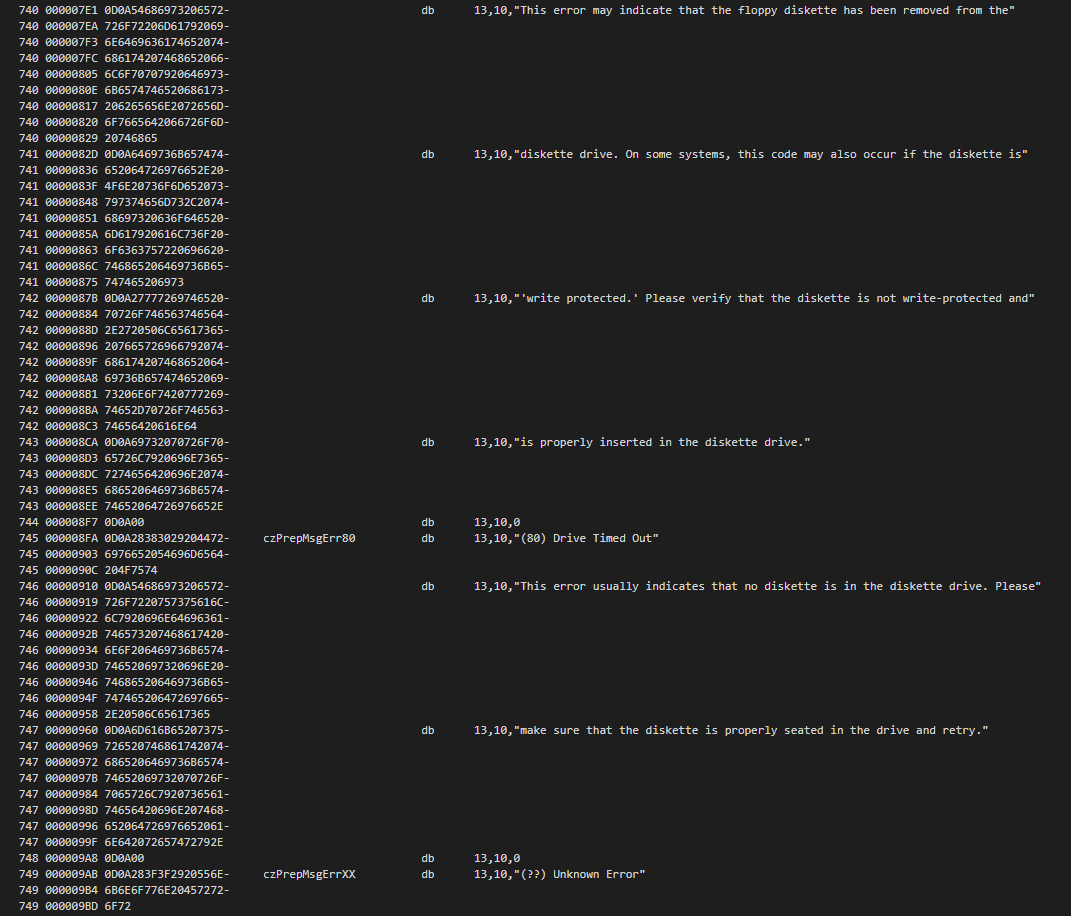 740 000007E1 0D0A54686973206572- db 13,10,"This error may indicate that the floppy diskette has been removed from the"
740 000007EA 726F72206D61792069-
740 000007F3 6E6469636174652074-
740 000007FC 686174207468652066-
740 00000805 6C6F70707920646973-
740 0000080E 6B6574746520686173-
740 00000817 206265656E2072656D-
740 00000820 6F7665642066726F6D-
740 00000829 20746865
741 0000082D 0D0A6469736B657474- db 13,10,"diskette drive. On some systems, this code may also occur if the diskette is"
741 00000836 652064726976652E20-
741 0000083F 4F6E20736F6D652073-
741 00000848 797374656D732C2074-
741 00000851 68697320636F646520-
741 0000085A 6D617920616C736F20-
741 00000863 6F6363757220696620-
741 0000086C 746865206469736B65-
741 00000875 747465206973
742 0000087B 0D0A27777269746520- db 13,10,"'write protected.' Please verify that the diskette is not write-protected and"
742 00000884 70726F746563746564-
742 0000088D 2E2720506C65617365-
742 00000896 207665726966792074-
742 0000089F 686174207468652064-
742 000008A8 69736B657474652069-
742 000008B1 73206E6F7420777269-
742 000008BA 74652D70726F746563-
742 000008C3 74656420616E64
743 000008CA 0D0A69732070726F70- db 13,10,"is properly inserted in the diskette drive."
743 000008D3 65726C7920696E7365-
743 000008DC 7274656420696E2074-
743 000008E5 6865206469736B6574-
743 000008EE 74652064726976652E
744 000008F7 0D0A00 db 13,10,0
745 000008FA 0D0A28383029204472- czPrepMsgErr80 db 13,10,"(80) Drive Timed Out"
745 00000903 6976652054696D6564-
745 0000090C 204F7574
746 00000910 0D0A54686973206572- db 13,10,"This error usually indicates that no diskette is in the diskette drive. Please"
746 00000919 726F7220757375616C-
746 00000922 6C7920696E64696361-
746 0000092B 746573207468617420-
746 00000934 6E6F206469736B6574-
746 0000093D 746520697320696E20-
746 00000946 746865206469736B65-
746 0000094F 747465206472697665-
746 00000958 2E20506C65617365
747 00000960 0D0A6D616B65207375- db 13,10,"make sure that the diskette is properly seated in the drive and retry."
747 00000969 726520746861742074-
747 00000972 6865206469736B6574-
747 0000097B 74652069732070726F-
747 00000984 7065726C7920736561-
747 0000098D 74656420696E207468-
747 00000996 652064726976652061-
747 0000099F 6E642072657472792E
748 000009A8 0D0A00 db 13,10,0
749 000009AB 0D0A283F3F2920556E- czPrepMsgErrXX db 13,10,"(??) Unknown Error"
749 000009B4 6B6E6F776E20457272-
749 000009BD 6F72